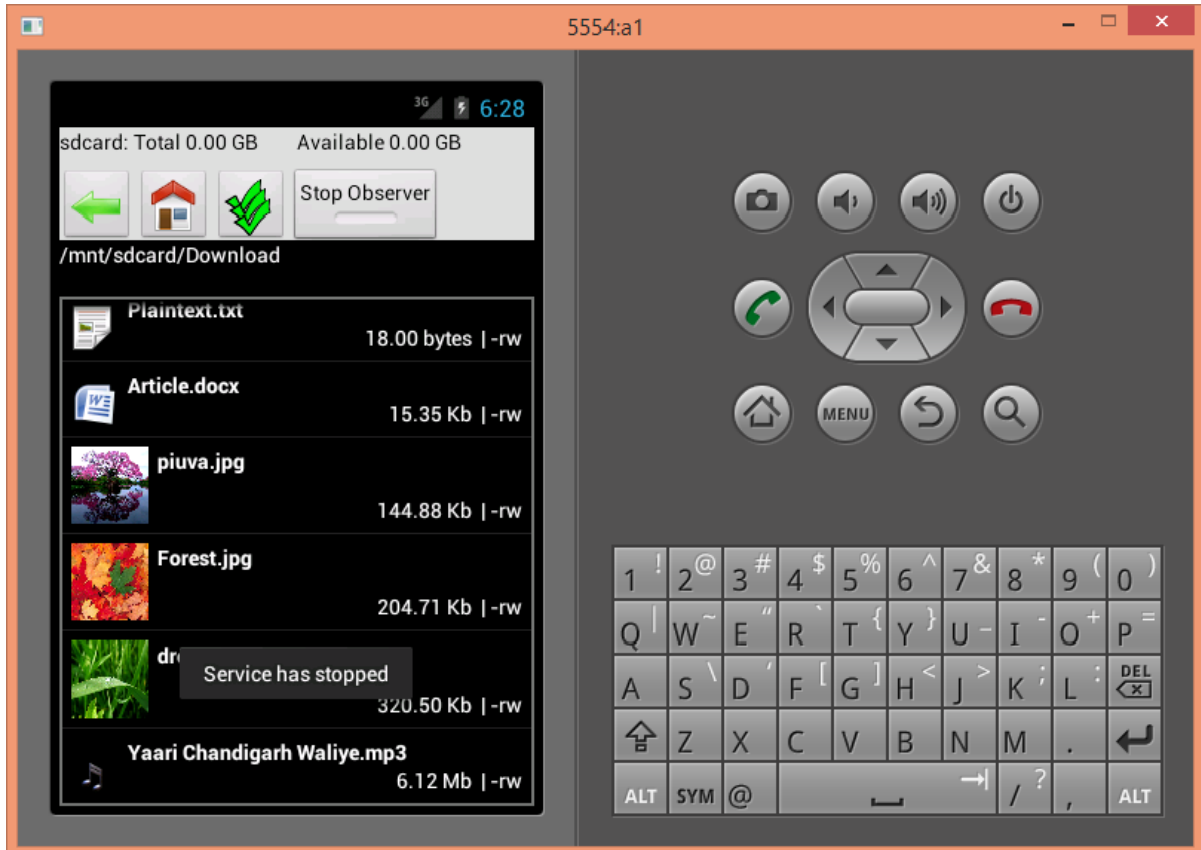 5554:a1
3G 6:28
sdcard: Total 0.00 GB Available 0.00 GB
Stop Observer
/mnt/sdcard/Download
Plaintext.txt
18.00 bytes | -rw
Article.docx
15.35 Kb | -rw
piuva.jpg
144.88 Kb | -rw
Forest.jpg
204.71 Kb | -rw
Service has stopped
320.50 Kb | -rw
Yaari Chandigarh Waliye.mp3
6.12 Mb | -rw
MENU
1 ! 2 @ 3 # 4 $ 5 % 6 ^ 7 & 8 * 9 ( 0 )
Q | W ~ E " R ` T { Y } U _ I - O + P =
A S \ D ' F [ G ] H < J > K ; L : DEL
Z X C V B N M .
ALT SYM @ / ? , ALT